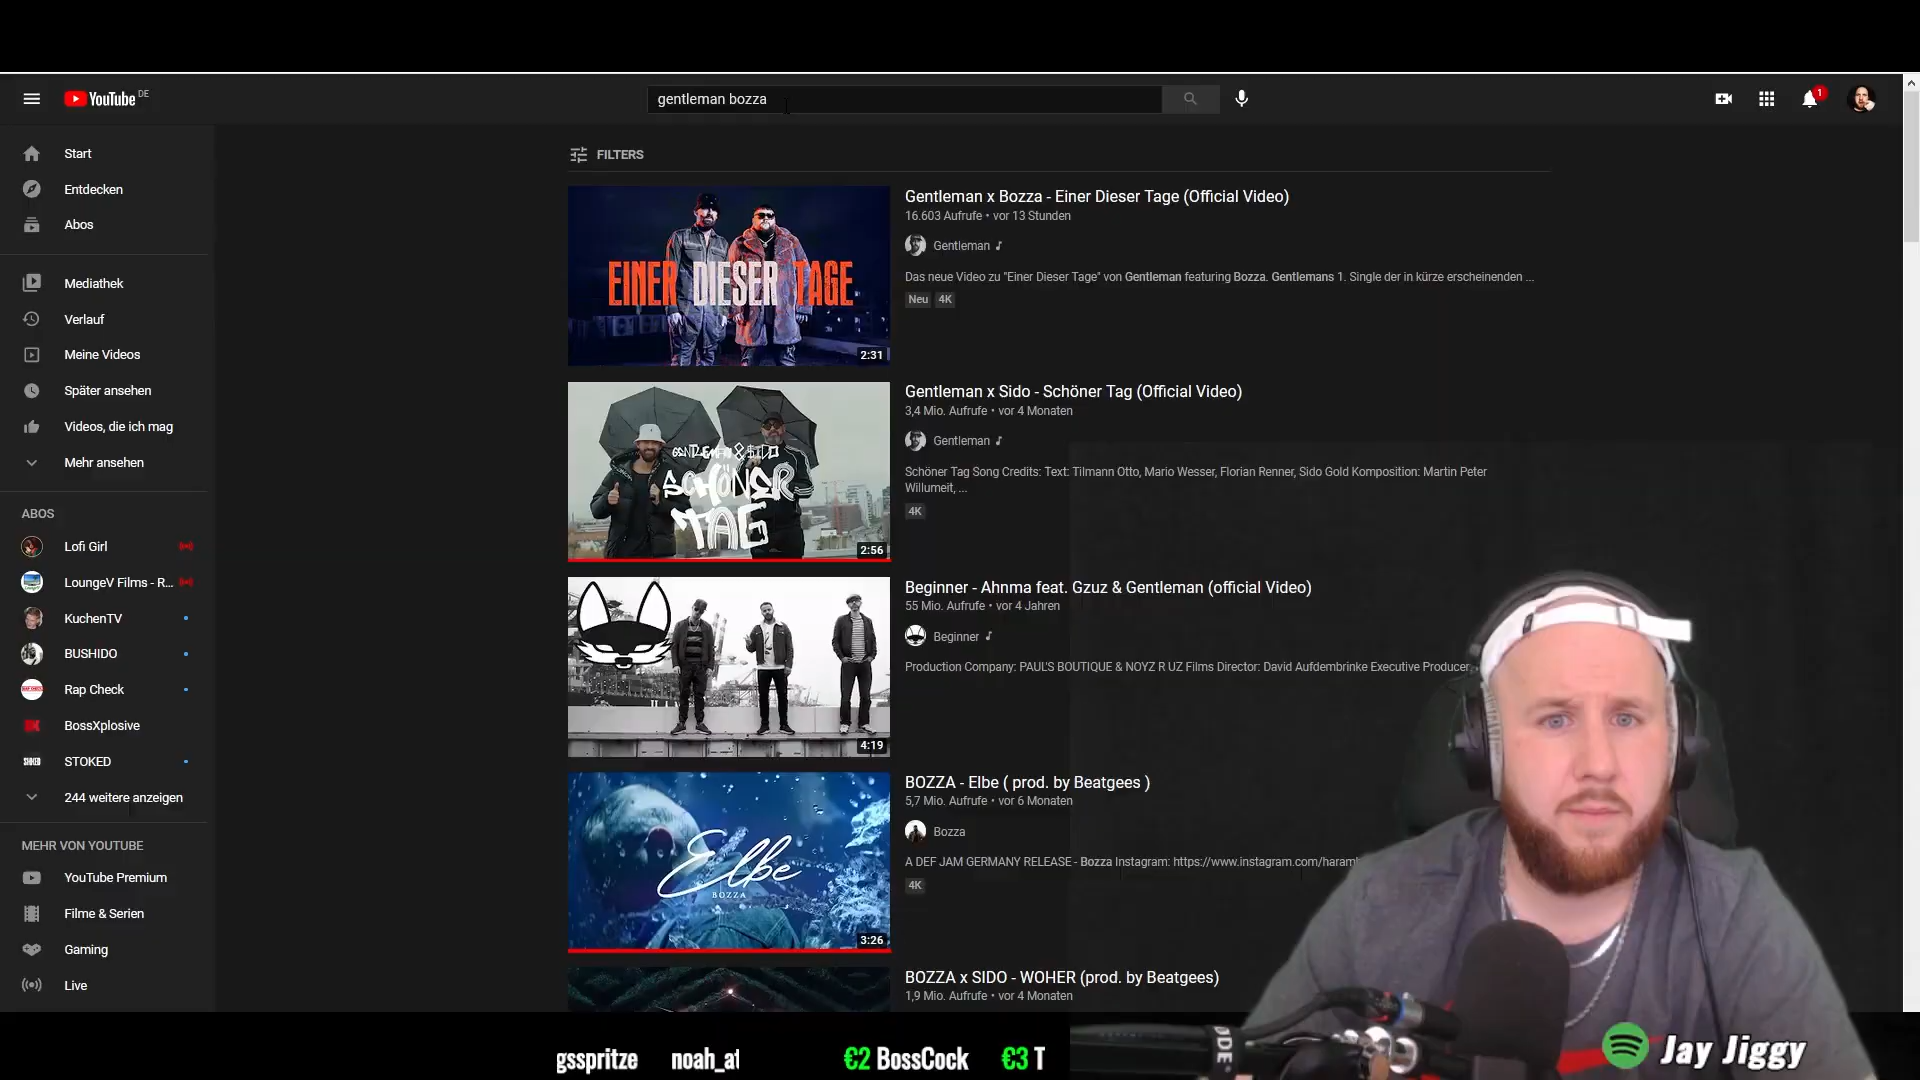 YouTube DE
gentleman bozza
1
Start
Entdecken
Abos
Mediathek
Verlauf
Meine Videos
Später ansehen
Videos, die ich mag
Mehr ansehen
ABOS
Lofi Girl
LoungeV Films - R...
KuchenTV
BUSHIDO
Rap Check
BossXplosive
STOKED
244 weitere anzeigen
MEHR VON YOUTUBE
YouTube Premium
Filme & Serien
Gaming
Live
FILTERS
EINER DIESER TAGE
2:31
Gentleman x Bozza - Einer Dieser Tage (Official Video)
16.603 Aufrufe • vor 13 Stunden
Gentleman
Das neue Video zu "Einer Dieser Tage" von Gentleman featuring Bozza. Gentlemans 1. Single der in kürze erscheinenden ...
Neu 4K
GENTLEMAN & SIDO
SCHÖNER
TAG
2:56
Gentleman x Sido - Schöner Tag (Official Video)
3,4 Mio. Aufrufe • vor 4 Monaten
Gentleman
Schöner Tag Song Credits: Text: Tilmann Otto, Mario Wesser, Florian Renner, Sido Gold Komposition: Martin Peter
Willumeit, ...
4K
4:19
Beginner - Ahnma feat. Gzuz & Gentleman (official Video)
55 Mio. Aufrufe • vor 4 Jahren
Beginner
Production Company: PAUL'S BOUTIQUE & NOYZ R UZ Films Director: David Aufdembrinke Executive Producer
Elbe
BOZZA
3:26
BOZZA - Elbe ( prod. by Beatgees )
5,7 Mio. Aufrufe • vor 6 Monaten
Bozza
A DEF JAM GERMANY RELEASE - Bozza Instagram: https://www.instagram.com/haram
4K
BOZZA x SIDO - WOHER (prod. by Beatgees)
1,9 Mio. Aufrufe • vor 4 Monaten
gsspritze noah_at €2 BossCock €3 T
Jay Jiggy